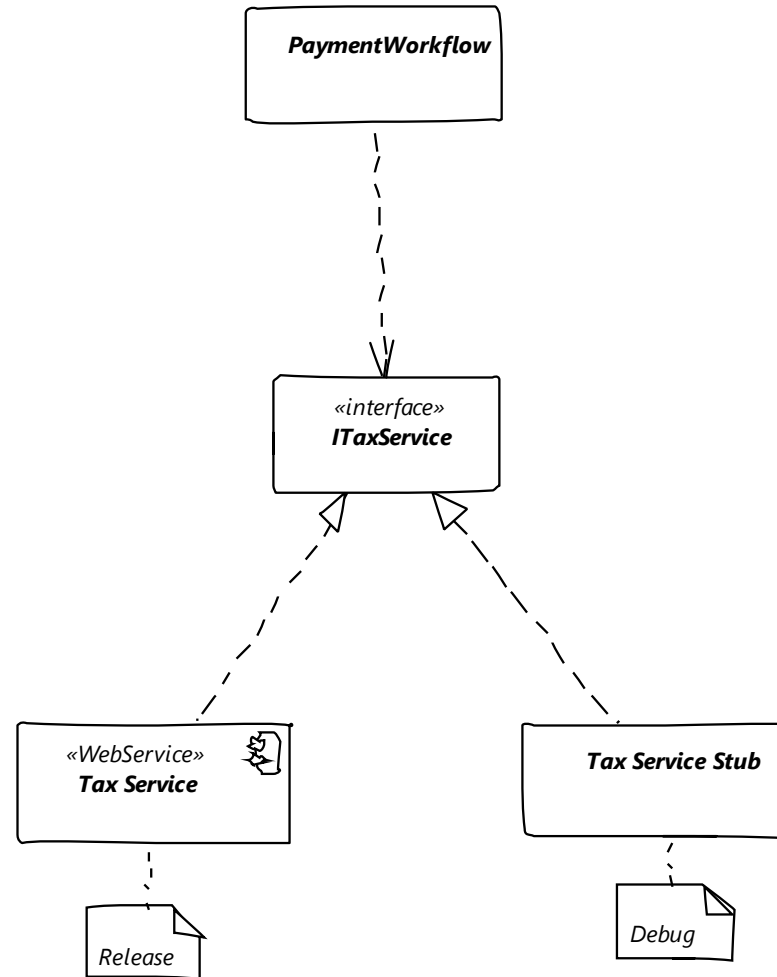 PaymentWorkflow
«interface»
ITaxService
«WebService»
Tax Service
Tax Service Stub
Release
Debug